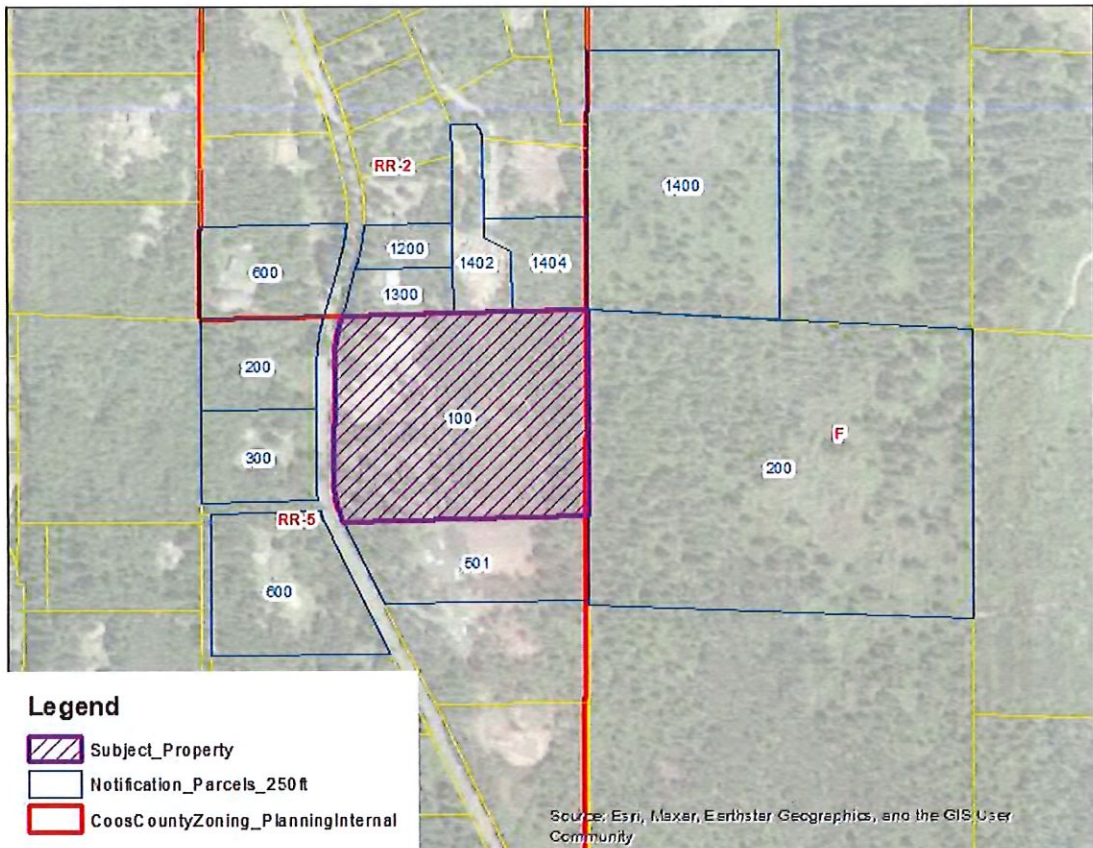 RR-2
1400
1200
600
1402
1404
1300
200
100
300
F
200
RR-5
501
600
Legend
Subject_Property
Notification_Parcels_250ft
CoosCountyZoning_PlanningInternal
Source: Esri, Maxar, Earthstar Geographics, and the GIS User
Community